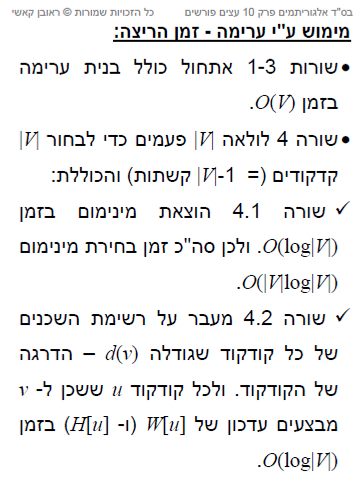 בס"ד אלגוריתמים פרק 10 עצים פורשים כל הזכויות שמורות © ראובן קאשי
מימוש ע"י ערימה - זמן הריצה:
•שורות 1-3 אתחול כולל בנית ערימה
בזמן O(V).
•שורה 4 לולאה |V| פעמים כדי לבחור |V|
קדקודים (= |V|-1 קשתות) והכוללת:
✓ שורה 4.1 הוצאת מינימום בזמן
O(log|V|). ולכן סה"כ זמן בחירת מינימום
O(|V|log|V|).
✓ שורה 4.2 מעבר על רשימת השכנים
של כל קודקוד שגודלה d(v) – הדרגה
של הקודקוד. ולכל קודקוד u ששכן ל- v
מבצעים עדכון של W[u] (ו- H[u]) בזמן
O(log|V|).